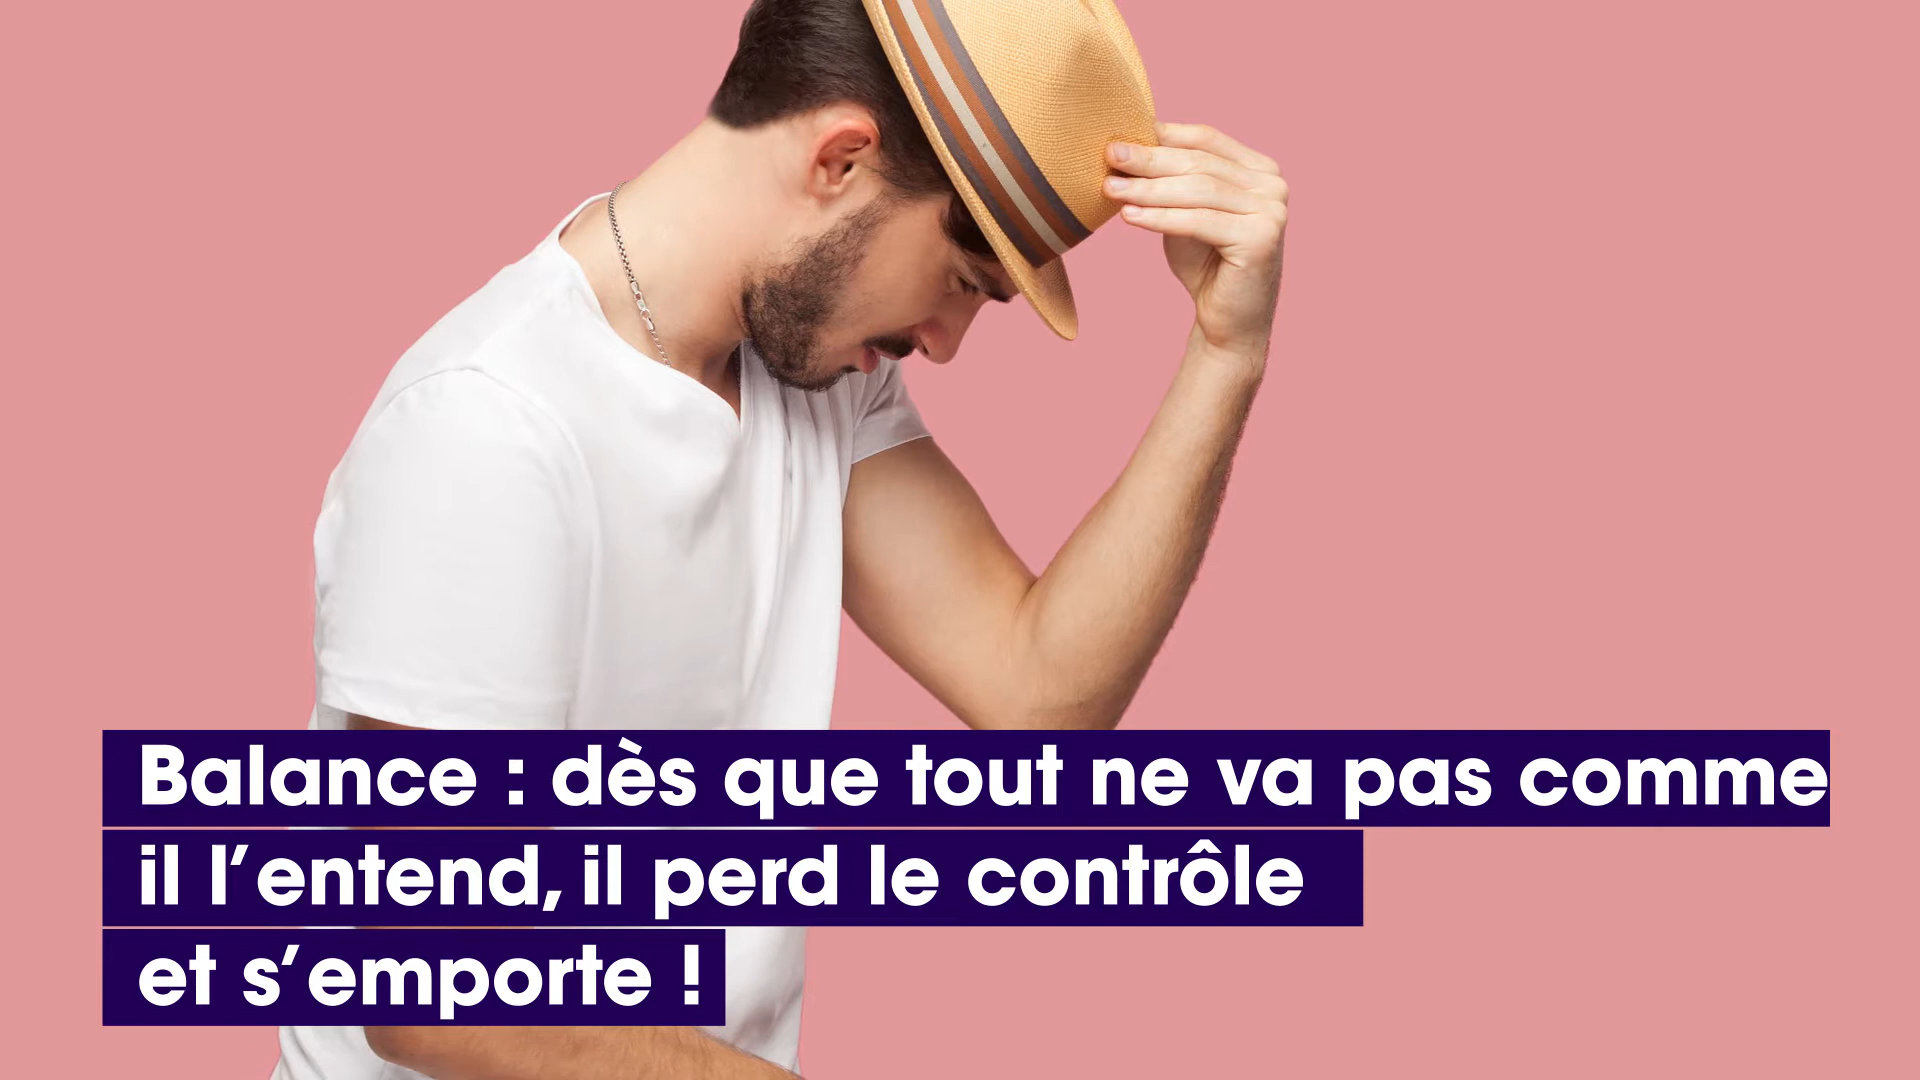 Balance : dès que tout ne va pas comme
il l’entend, il perd le contrôle
et s’emporte !